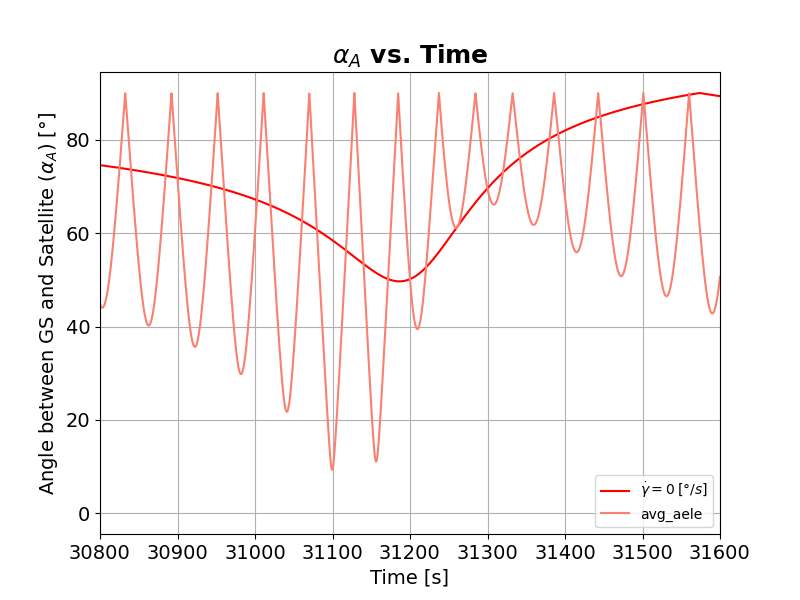 α_A vs. Time
Angle between GS and Satellite (α_A) [°]
80
60
40
20
0
γ̇ = 0 [°/s]
avg_aele
30800 30900 31000 31100 31200 31300 31400 31500 31600
Time [s]